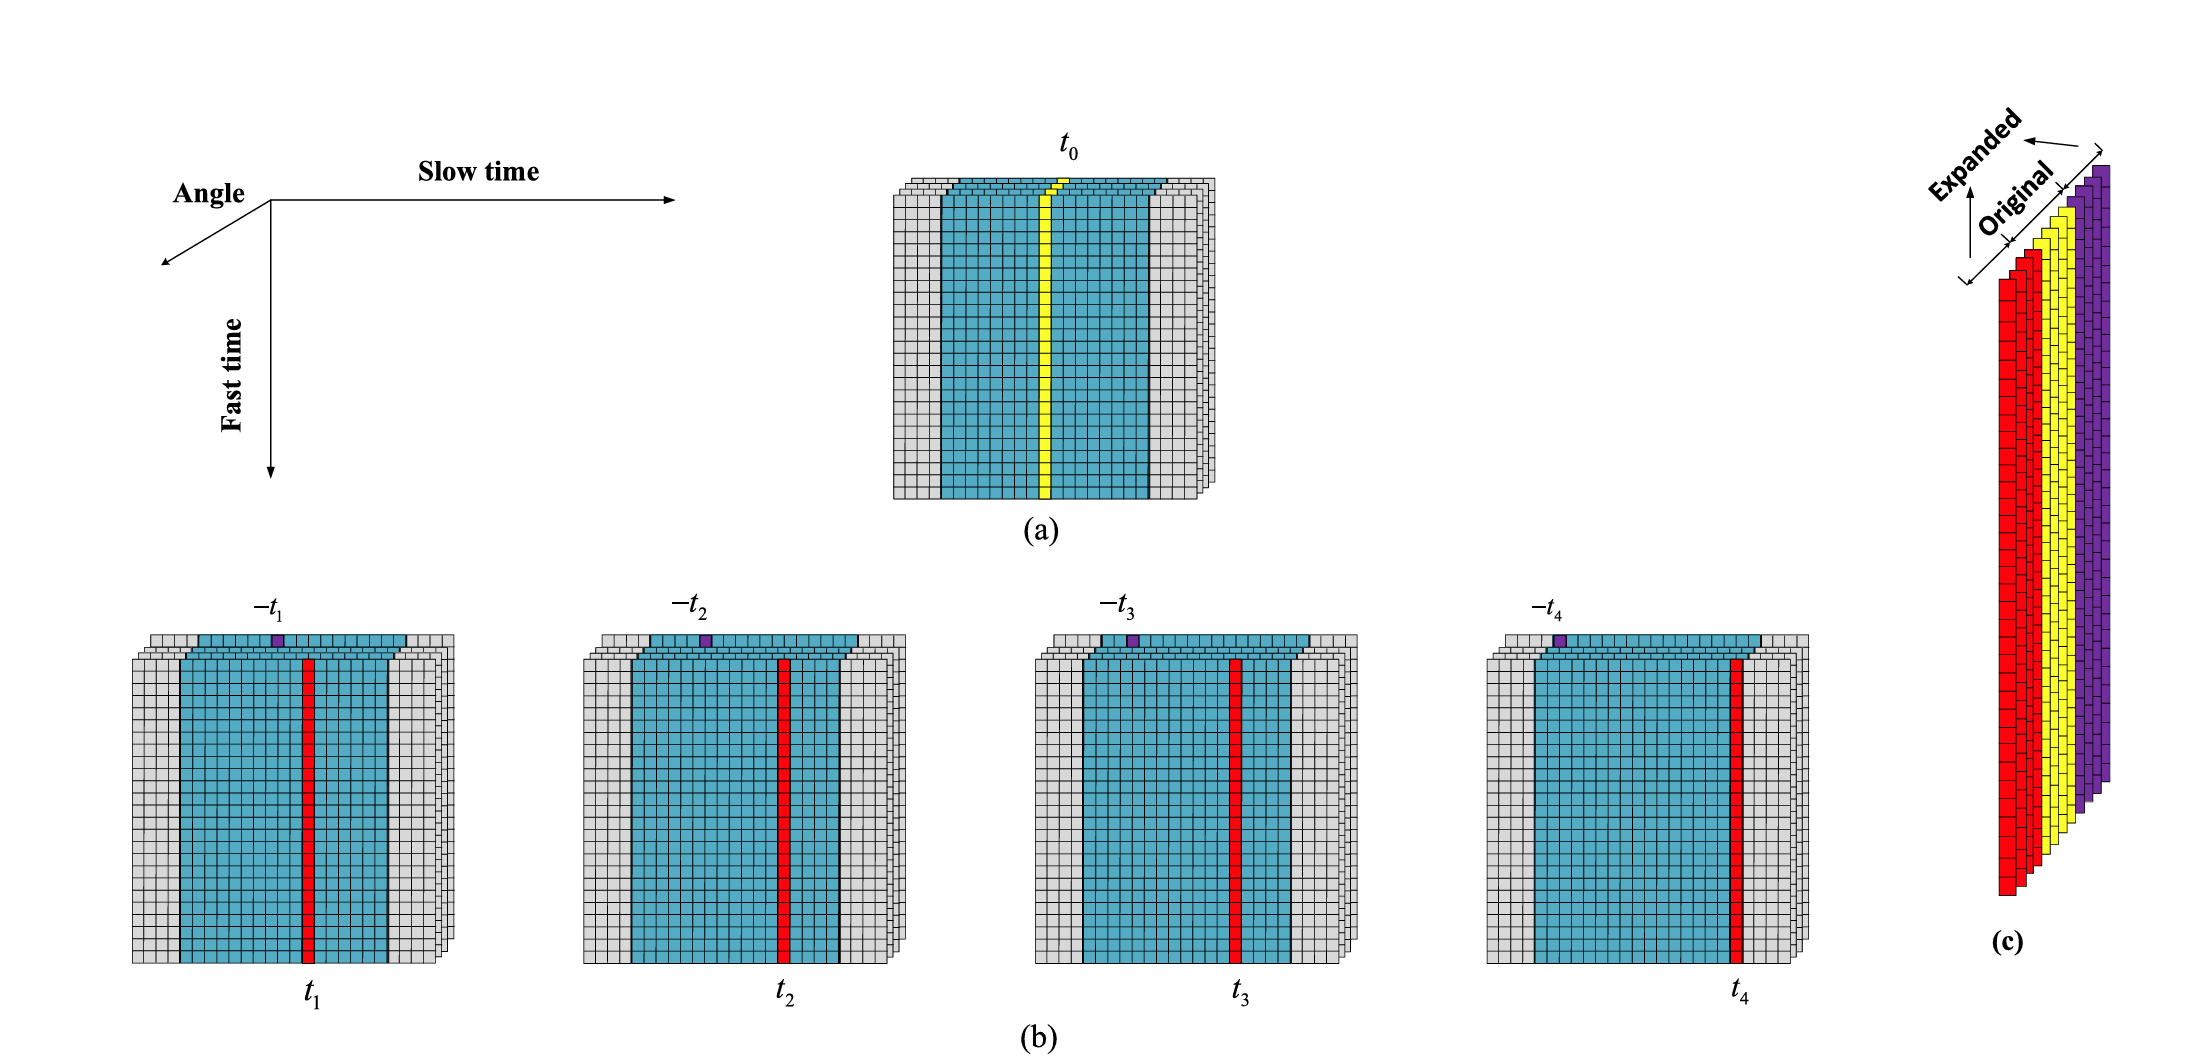 t0
Slow time
Angle
Fast time
(a)
Expanded
Original
−t1
−t2
−t3
−t4
t1
t2
t3
t4
(b)
(c)